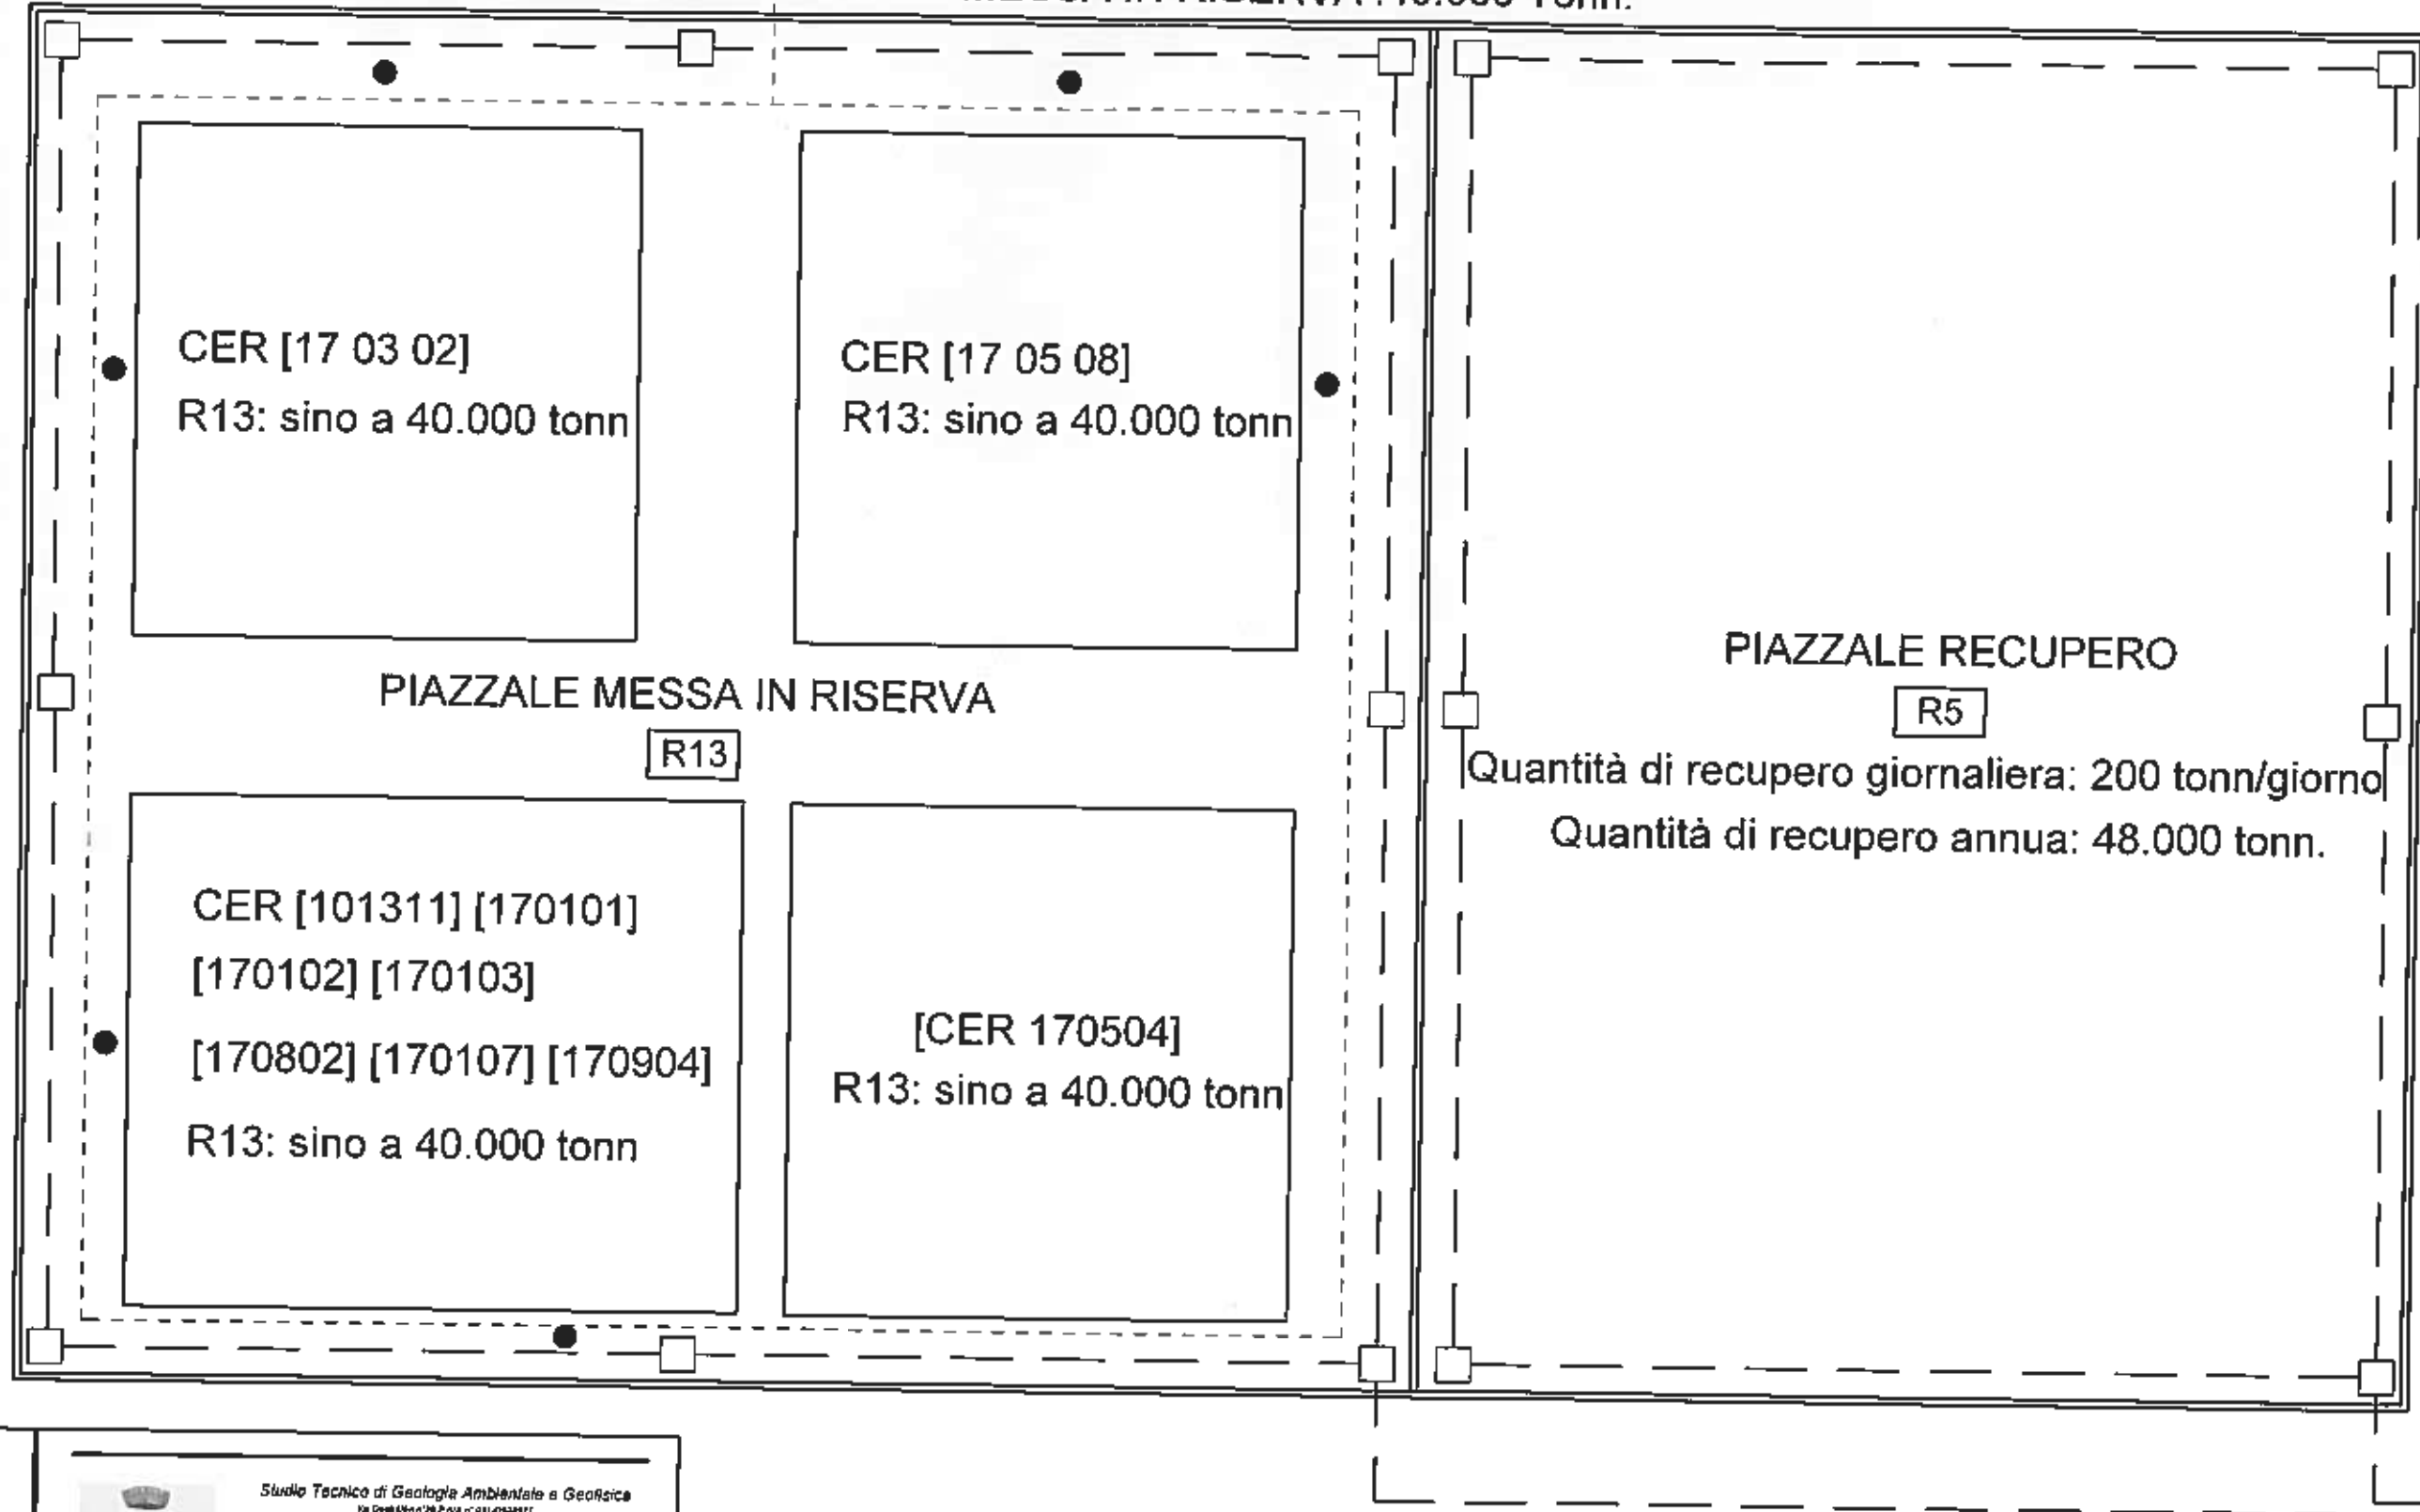 CER [17 03 02]
R13: sino a 40.000 tonn
CER [17 05 08]
R13: sino a 40.000 tonn
PIAZZALE MESSA IN RISERVA
R13
CER [101311] [170101]
[170102] [170103]
[170802] [170107] [170904]
R13: sino a 40.000 tonn
[CER 170504]
R13: sino a 40.000 tonn
PIAZZALE RECUPERO
R5
Quantità di recupero giornaliera: 200 tonn/giorno
Quantità di recupero annua: 48.000 tonn.
Studio Tecnico di Geologia Ambientale e Geofisica